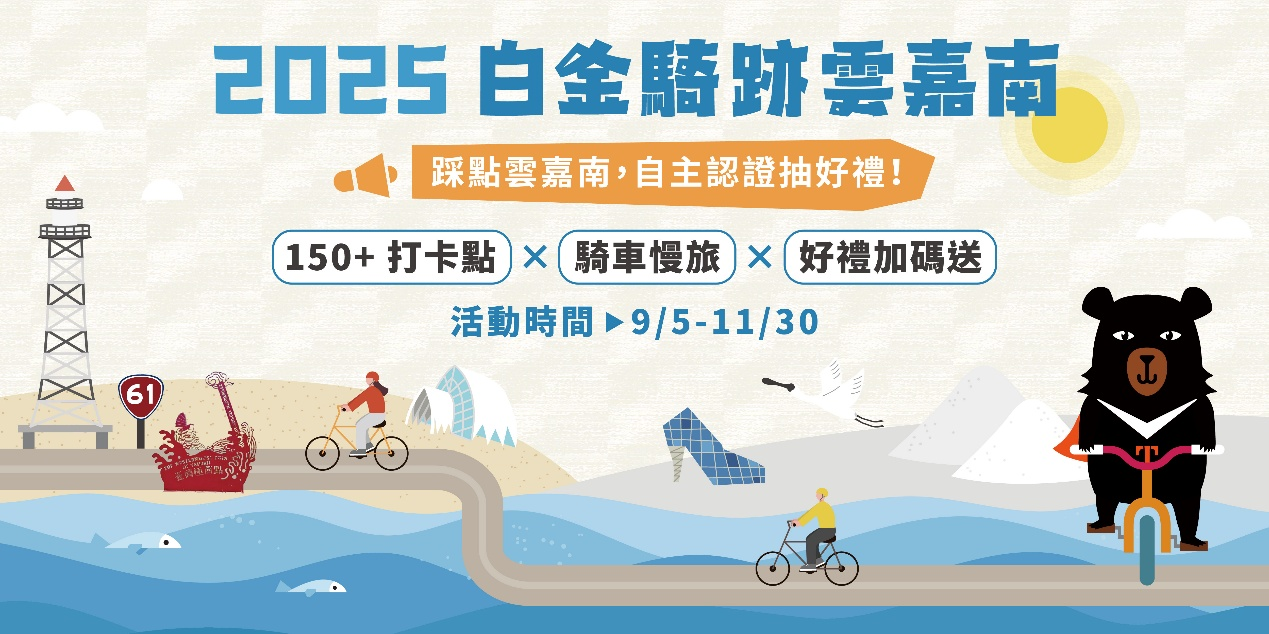 2025 白金騎跡雲嘉南
踩點雲嘉南,自主認證抽好禮!
150+ 打卡點 × 騎車慢旅 × 好禮加碼送
活動時間▶9/5-11/30
61
T